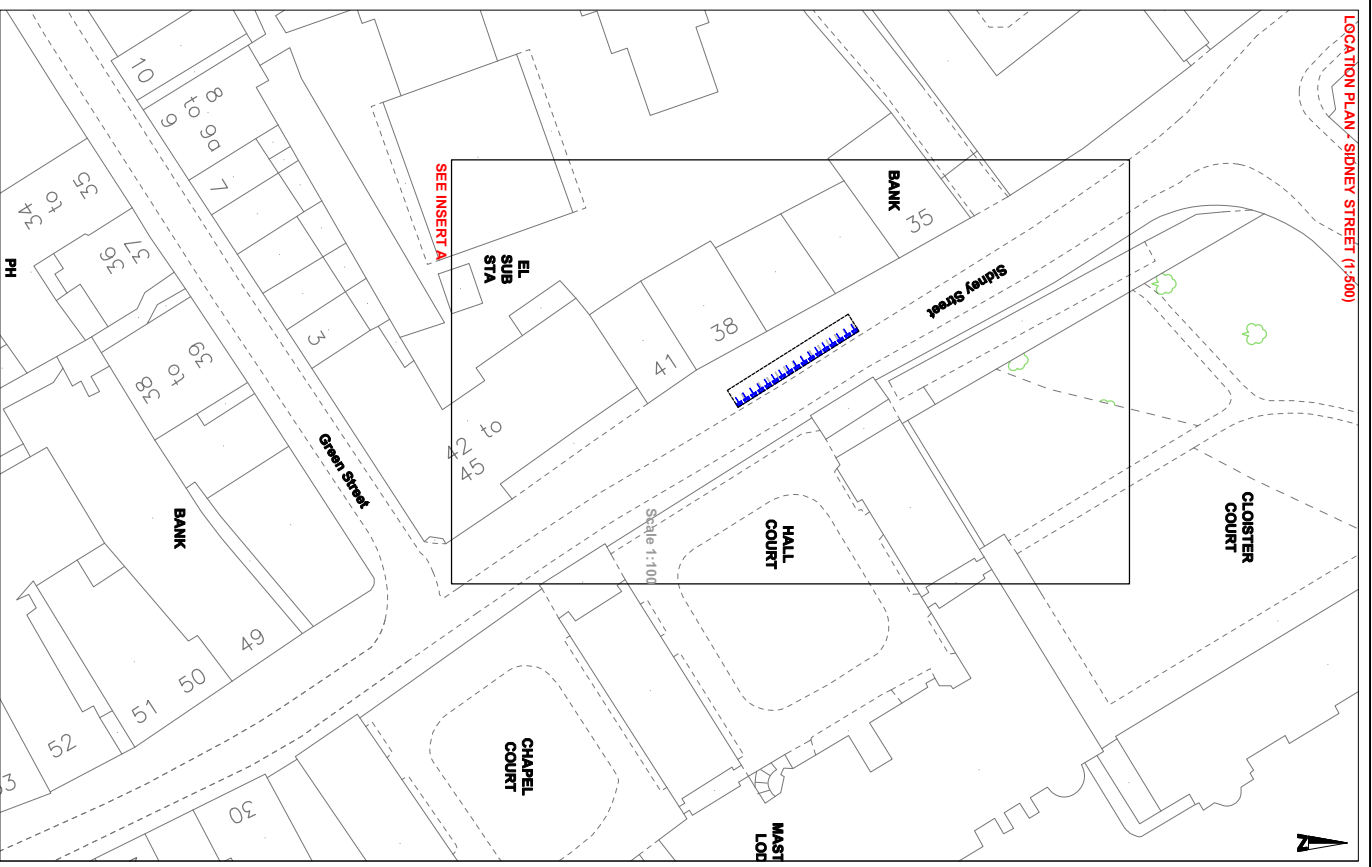 LOCATION PLAN - SIDNEY STREET (1:500)
10
8
to
9
9a
7
3
35
to
34
37
36
PH
39
to
38
SEE INSERT A
EL
SUB
STA
BANK
35
38
41
42 to
45
Sidney Street
Green Street
BANK
49
50
51
52
30
Scale 1:100
HALL
COURT
CLOISTER
COURT
CHAPEL
COURT
MAST
LOD
N